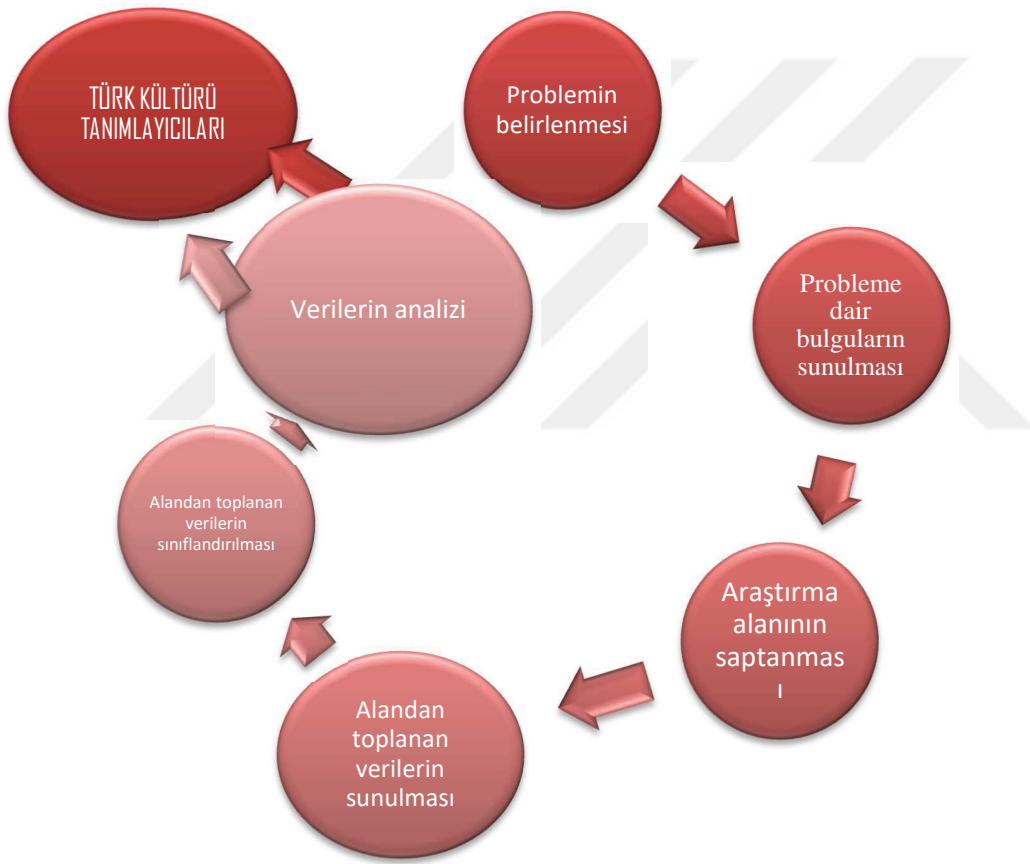 TÜRK KÜLTÜRÜ
TANIMLAYICILARI
Problemin
belirlenmesi
Probleme
dair
bulguların
sunulması
Araştırma
alanının
saptanmas
ı
Alandan
toplanan
verilerin
sunulması
Alandan toplanan
verilerin
sınıflandırılması
Verilerin analizi